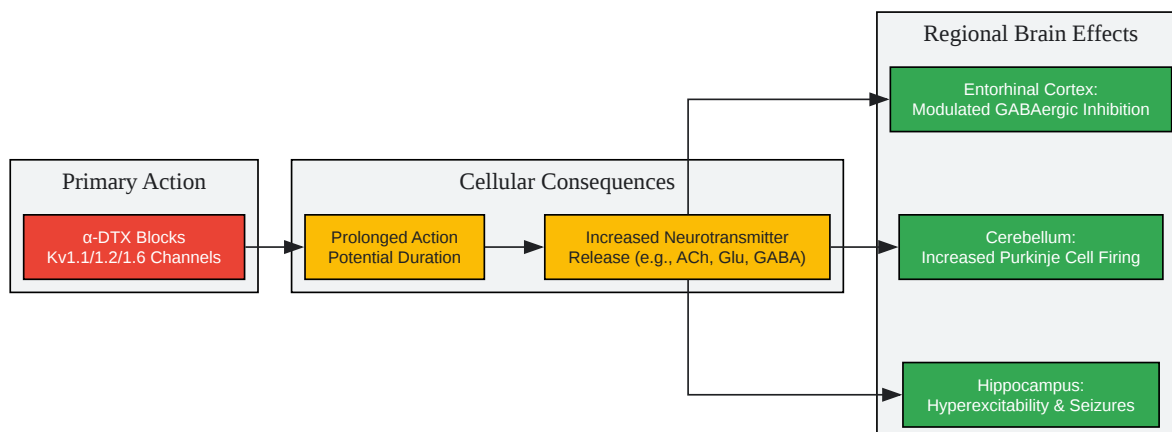 Primary Action
α-DTX Blocks
Kv1.1/1.2/1.6 Channels
Cellular Consequences
Prolonged Action
Potential Duration
Increased Neurotransmitter
Release (e.g., ACh, Glu, GABA)
Regional Brain Effects
Entorhinal Cortex:
Modulated GABAergic Inhibition
Cerebellum:
Increased Purkinje Cell Firing
Hippocampus:
Hyperexcitability & Seizures